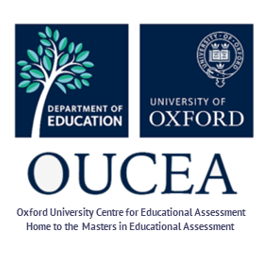 DEPARTMENT OF
EDUCATION
UNIVERSITY OF
OXFORD
OUCEA
Oxford University Centre for Educational Assessment
Home to the Masters in Educational Assessment